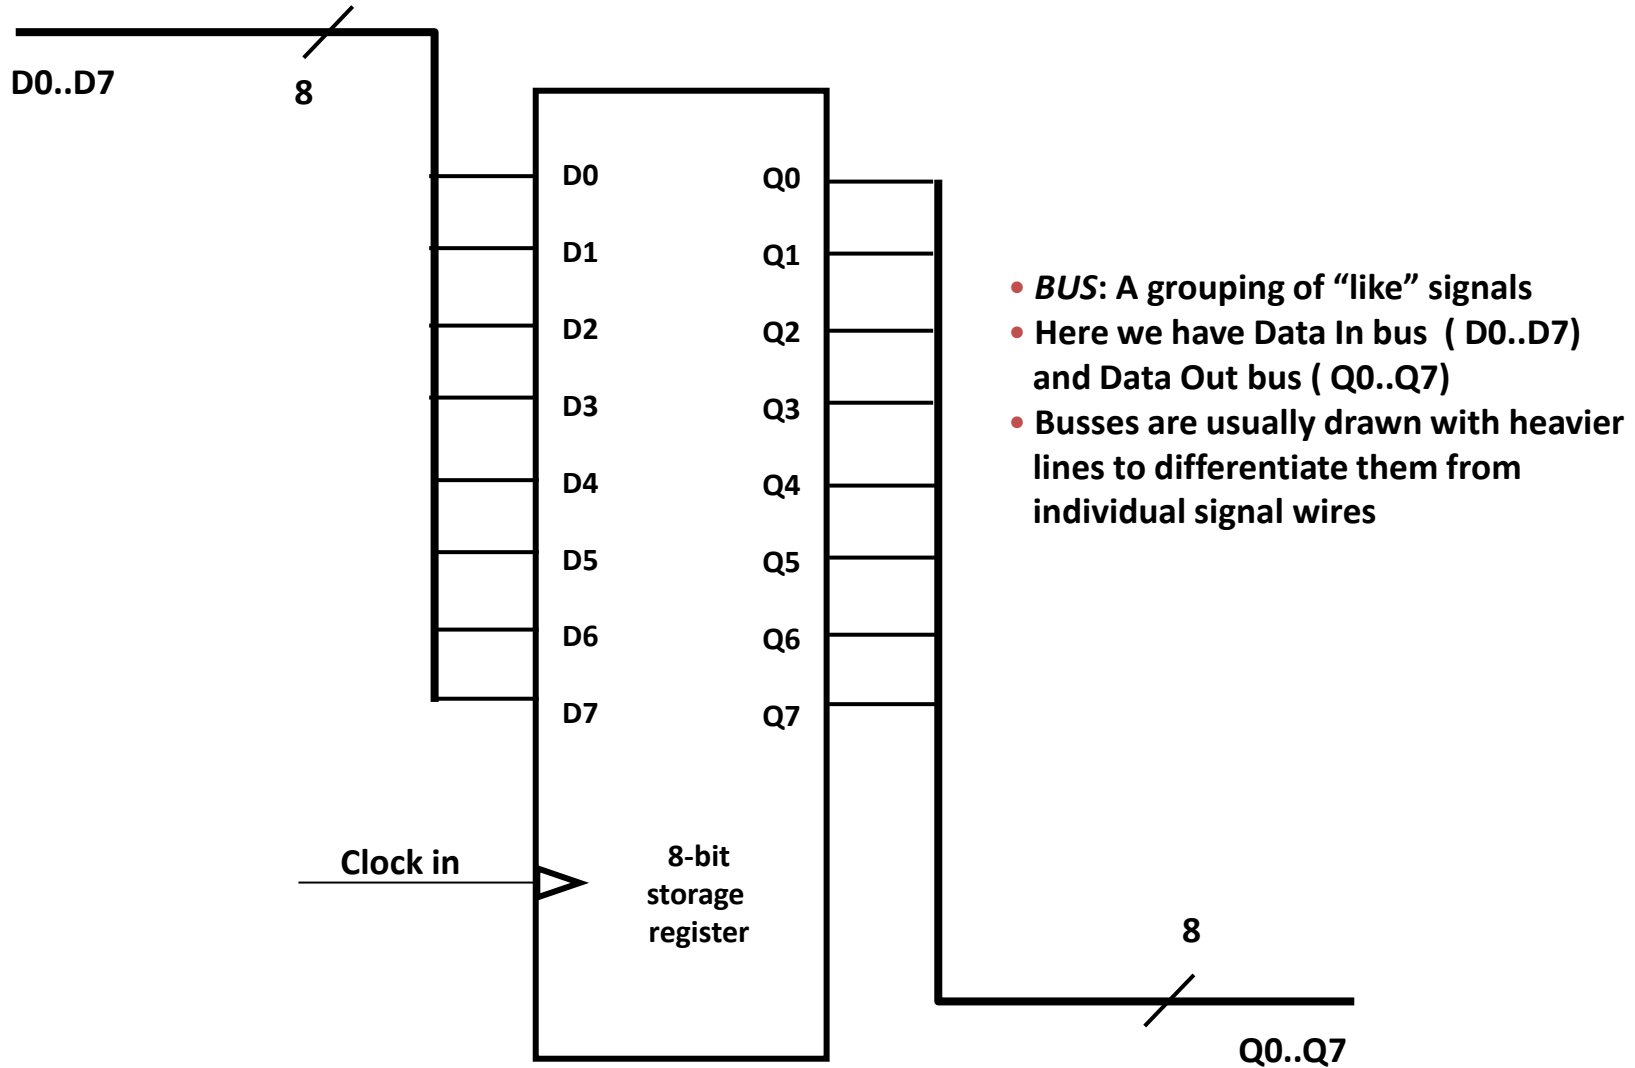 D0..D7
8
D0
D1
D2
D3
D4
D5
D6
D7
Q0
Q1
Q2
Q3
Q4
Q5
Q6
Q7
Clock in
8-bit
storage
register
• BUS: A grouping of “like” signals
• Here we have Data In bus ( D0..D7)
and Data Out bus ( Q0..Q7)
• Busses are usually drawn with heavier
lines to differentiate them from
individual signal wires
8
Q0..Q7